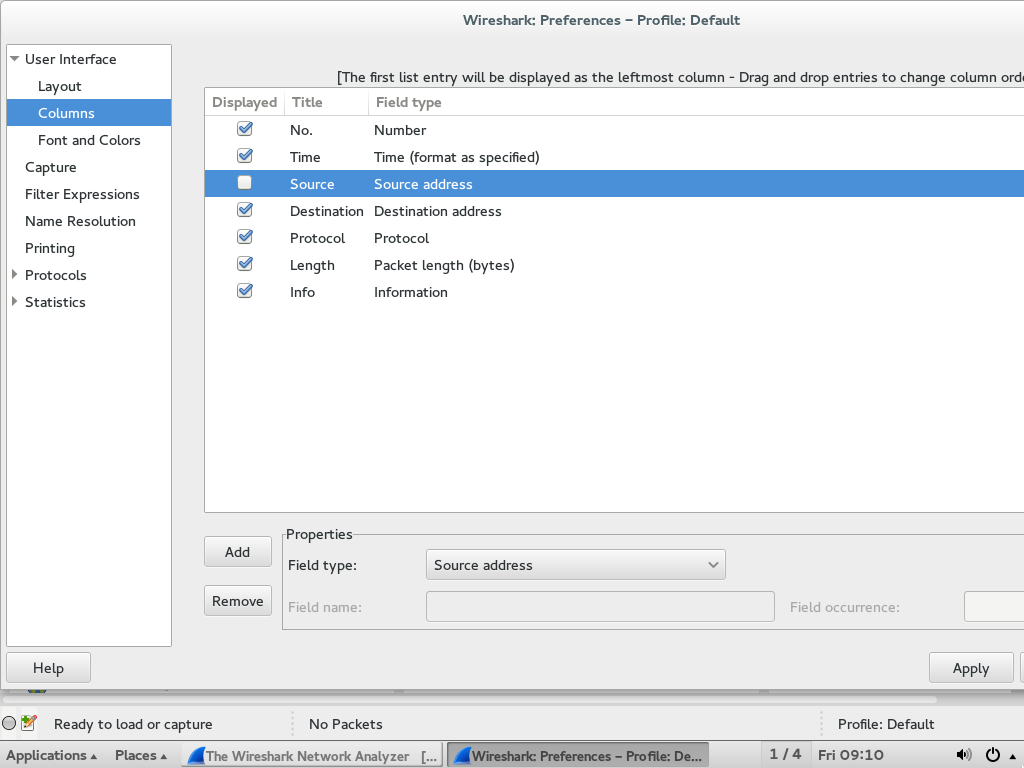 Wireshark: Preferences – Profile: Default
User Interface
Layout
Columns
Font and Colors
Capture
Filter Expressions
Name Resolution
Printing
Protocols
Statistics
[The first list entry will be displayed as the leftmost column - Drag and drop entries to change column orde
Displayed Title Field type
No. Number
Time Time (format as specified)
Source Source address
Destination Destination address
Protocol Protocol
Length Packet length (bytes)
Info Information
Properties
Add
Field type: Source address
Remove
Field name: Field occurrence:
Help
Apply
Ready to load or capture No Packets Profile: Default
Applications Places The Wireshark Network Analyzer [... Wireshark: Preferences – Profile: De... 1 / 4 Fri 09:10